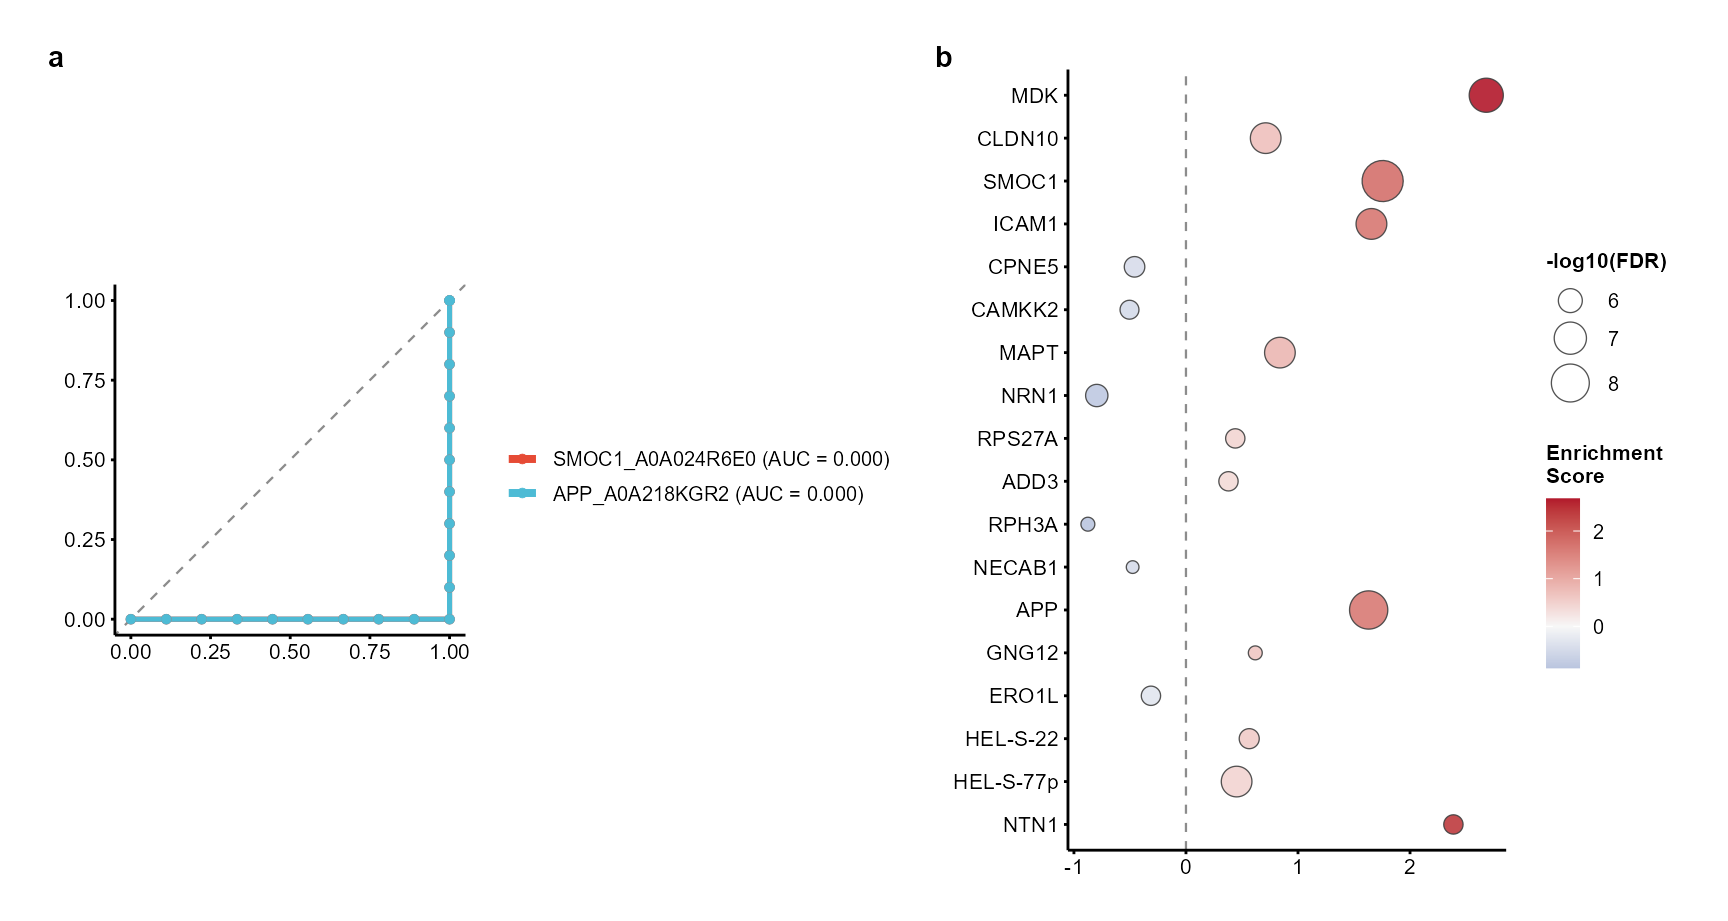 a
1.00
0.75
0.50
0.25
0.00
0.00 0.25 0.50 0.75 1.00
SMOC1_A0A024R6E0 (AUC = 0.000)
APP_A0A218KGR2 (AUC = 0.000)
b
MDK
CLDN10
SMOC1
ICAM1
CPNE5
CAMKK2
MAPT
NRN1
RPS27A
ADD3
RPH3A
NECAB1
APP
GNG12
ERO1L
HEL-S-22
HEL-S-77p
NTN1
-1 0 1 2
-log10(FDR)
6
7
8
Enrichment
Score
2
1
0